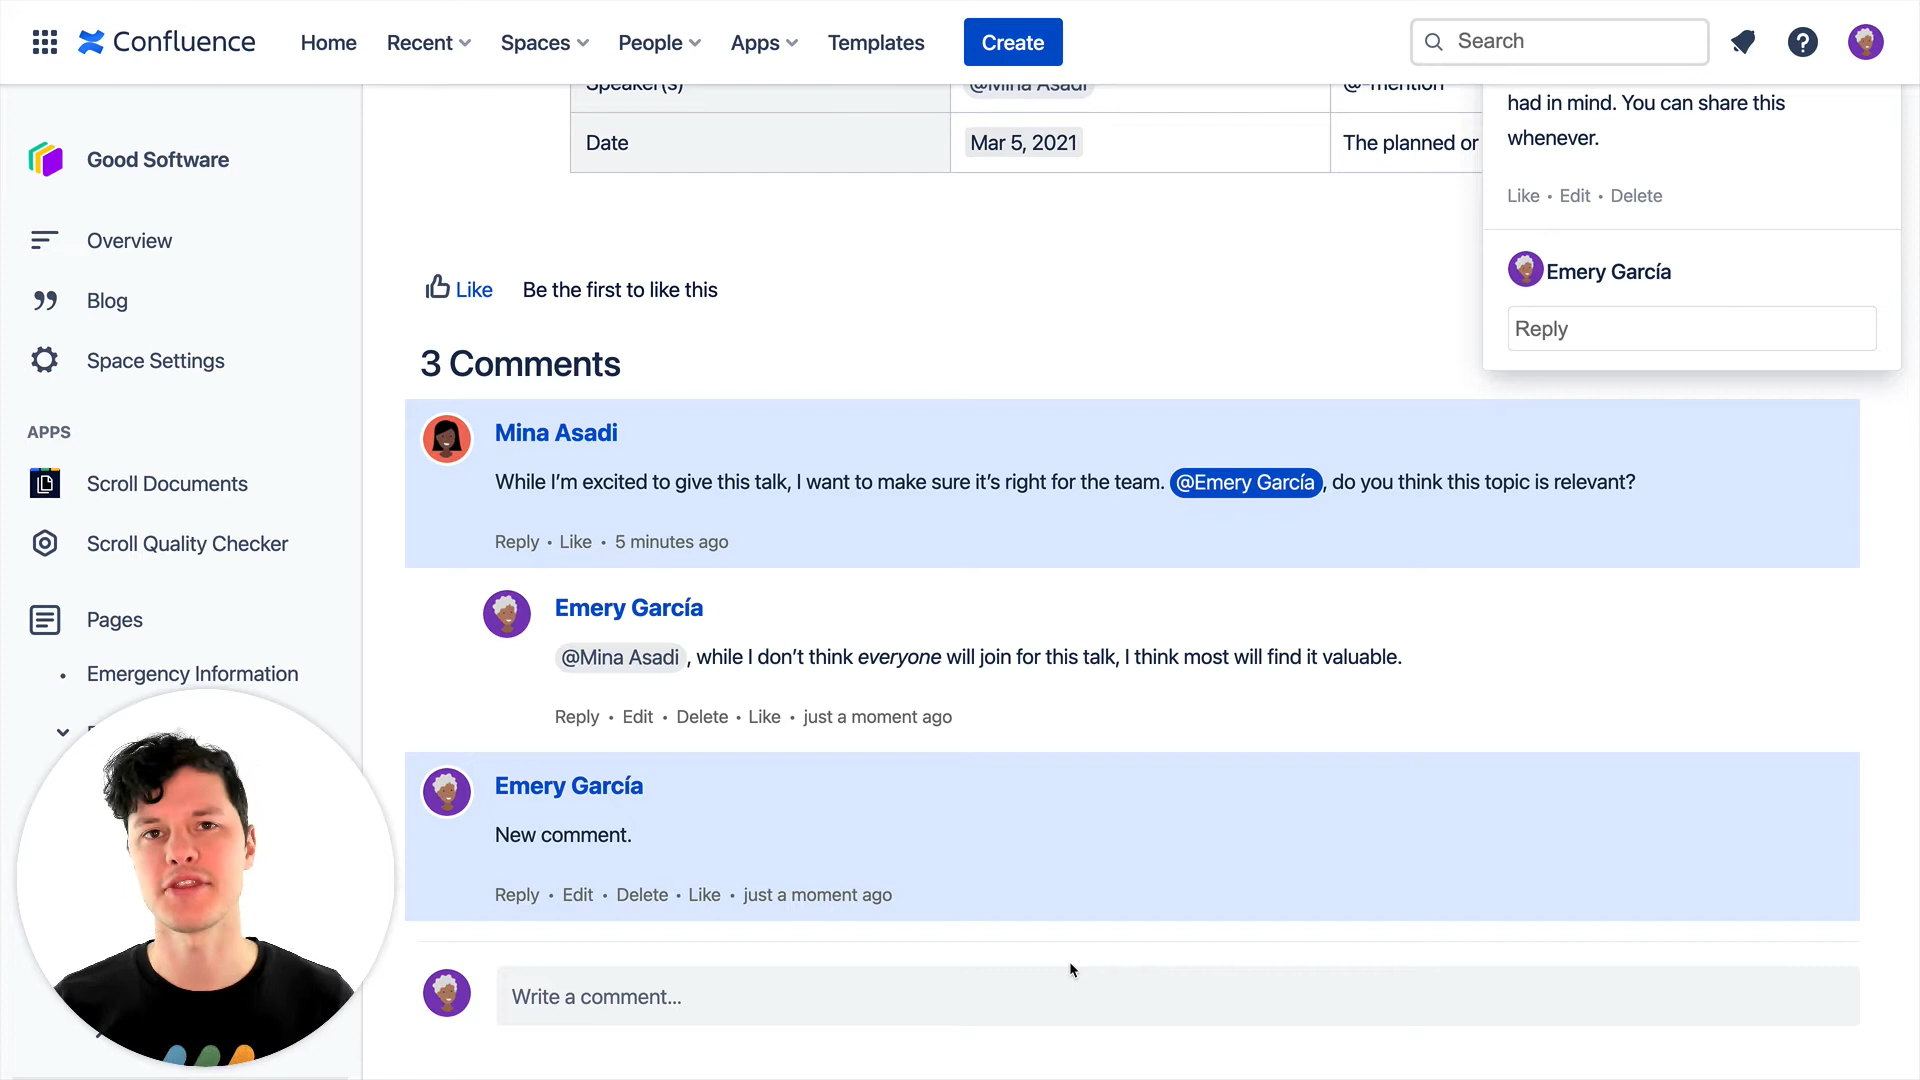 Confluence
Home
Recent
Spaces
People
Apps
Templates
Create
Search
Good Software
Overview
Blog
Space Settings
APPS
Scroll Documents
Scroll Quality Checker
Pages
Emergency Information
Speaker(s)
@Mina Asadi
@-mention
Date
Mar 5, 2021
The planned or
had in mind. You can share this
whenever.
Like • Edit • Delete
Emery García
Reply
Like
Be the first to like this
3 Comments
Mina Asadi
While I’m excited to give this talk, I want to make sure it’s right for the team. @Emery García , do you think this topic is relevant?
Reply • Like • 5 minutes ago
Emery García
@Mina Asadi , while I don’t think everyone will join for this talk, I think most will find it valuable.
Reply • Edit • Delete • Like • just a moment ago
Emery García
New comment.
Reply • Edit • Delete • Like • just a moment ago
Write a comment...